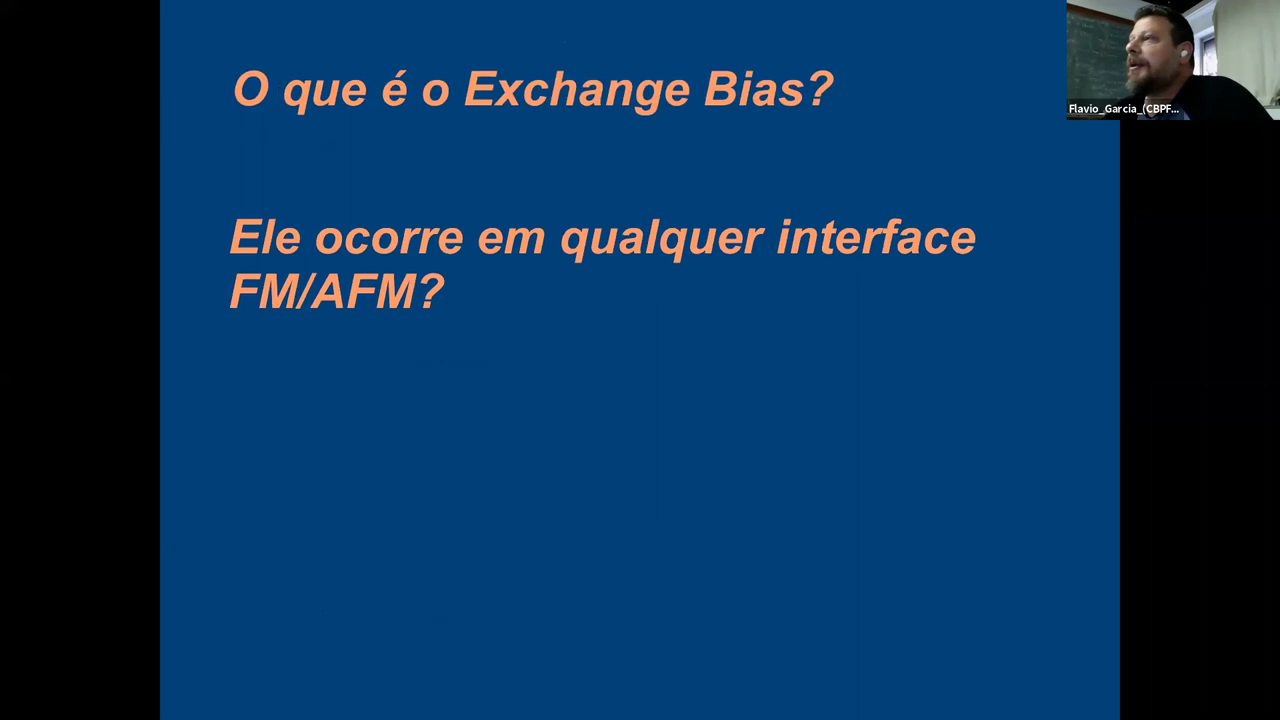 O que é o Exchange Bias?
Flavio_Garcia_(CBPF...
Ele ocorre em qualquer interface
FM/AFM?